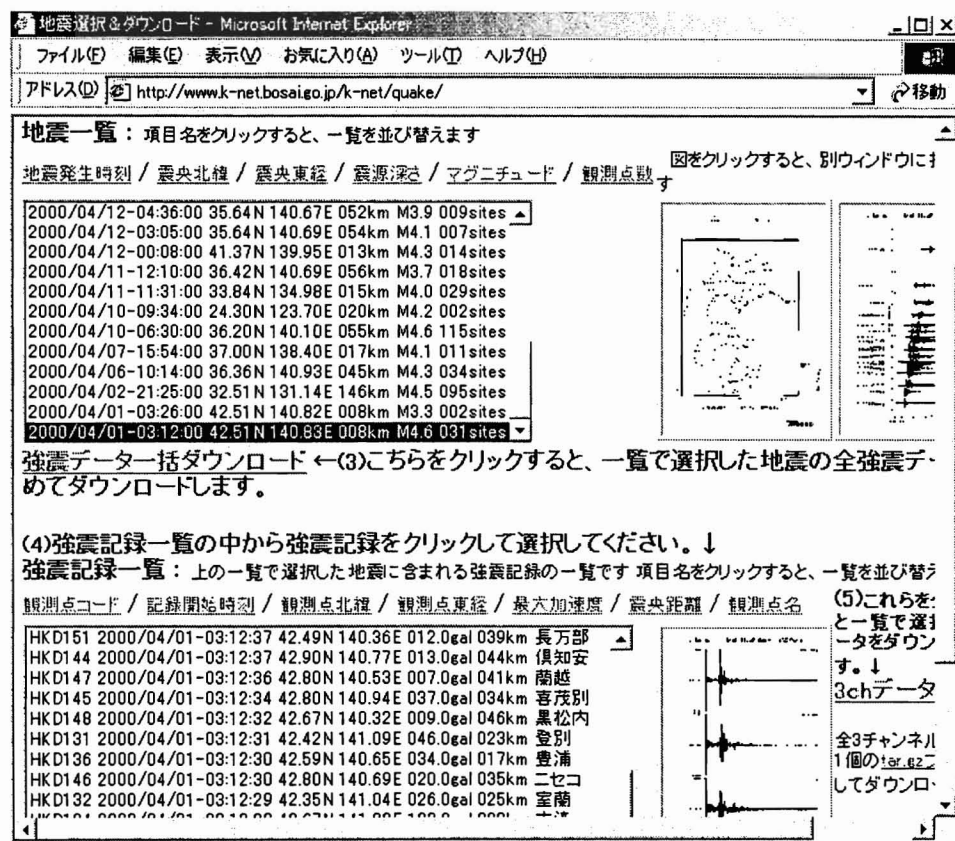 地震選択&ダウンロード - Microsoft Internet Explorer
ファイル(F) 編集(E) 表示(V) お気に入り(A) ツール(T) ヘルプ(H)
アドレス(D) http://www.k-net.bosai.go.jp/k-net/quake/ 移動
地震一覧: 項目名をクリックすると、一覧を並び替えます
図をクリックすると、別ウィンドウに
す
地震発生時刻 / 震央北緯 / 震央東経 / 震源深さ / マグニチュード / 観測点数
2000/04/12-04:36:00 35.64N 140.67E 052km M3.9 009sites
2000/04/12-03:05:00 35.64N 140.69E 054km M4.1 007sites
2000/04/12-00:08:00 41.37N 139.95E 013km M4.3 014sites
2000/04/11-12:10:00 36.42N 140.69E 056km M3.7 018sites
2000/04/11-11:31:00 33.84N 134.98E 015km M4.0 029sites
2000/04/10-09:34:00 24.30N 123.70E 020km M4.2 002sites
2000/04/10-06:30:00 36.20N 140.10E 055km M4.6 115sites
2000/04/07-15:54:00 37.00N 138.40E 017km M4.1 011sites
2000/04/06-10:14:00 36.36N 140.93E 045km M4.3 034sites
2000/04/02-21:25:00 32.51N 131.14E 146km M4.5 095sites
2000/04/01-03:26:00 42.51N 140.82E 008km M3.3 002sites
2000/04/01-03:12:00 42.51N 140.83E 008km M4.6 031sites
強震データ一括ダウンロード ←(3)こちらをクリックすると、一覧で選択した地震の全強震デー
めてダウンロードします。
(4)強震記録一覧の中から強震記録をクリックして選択してください。↓
強震記録一覧: 上の一覧で選択した地震に含まれる強震記録の一覧です 項目名をクリックすると、一覧を並び替え
観測点コード / 記録開始時刻 / 観測点北緯 / 観測点東経 / 最大加速度 / 震央距離 / 観測点名
HKD151 2000/04/01-03:12:37 42.49N 140.36E 012.0gal 039km 長万部
HKD144 2000/04/01-03:12:37 42.90N 140.77E 013.0gal 044km 倶知安
HKD147 2000/04/01-03:12:36 42.80N 140.53E 007.0gal 041km 蘭越
HKD145 2000/04/01-03:12:34 42.80N 140.94E 037.0gal 034km 喜茂別
HKD148 2000/04/01-03:12:32 42.67N 140.32E 009.0gal 046km 黒松内
HKD131 2000/04/01-03:12:31 42.42N 141.09E 046.0gal 023km 登別
HKD136 2000/04/01-03:12:30 42.59N 140.65E 034.0gal 017km 豊浦
HKD146 2000/04/01-03:12:30 42.80N 140.69E 020.0gal 035km ニセコ
HKD132 2000/04/01-03:12:29 42.35N 141.04E 026.0gal 025km 室蘭
(5)これらを
と一覧で選
ータをダウン
す。↓
3chデータ
全3チャンネル
1個のtar.gzフ
してダウンロー